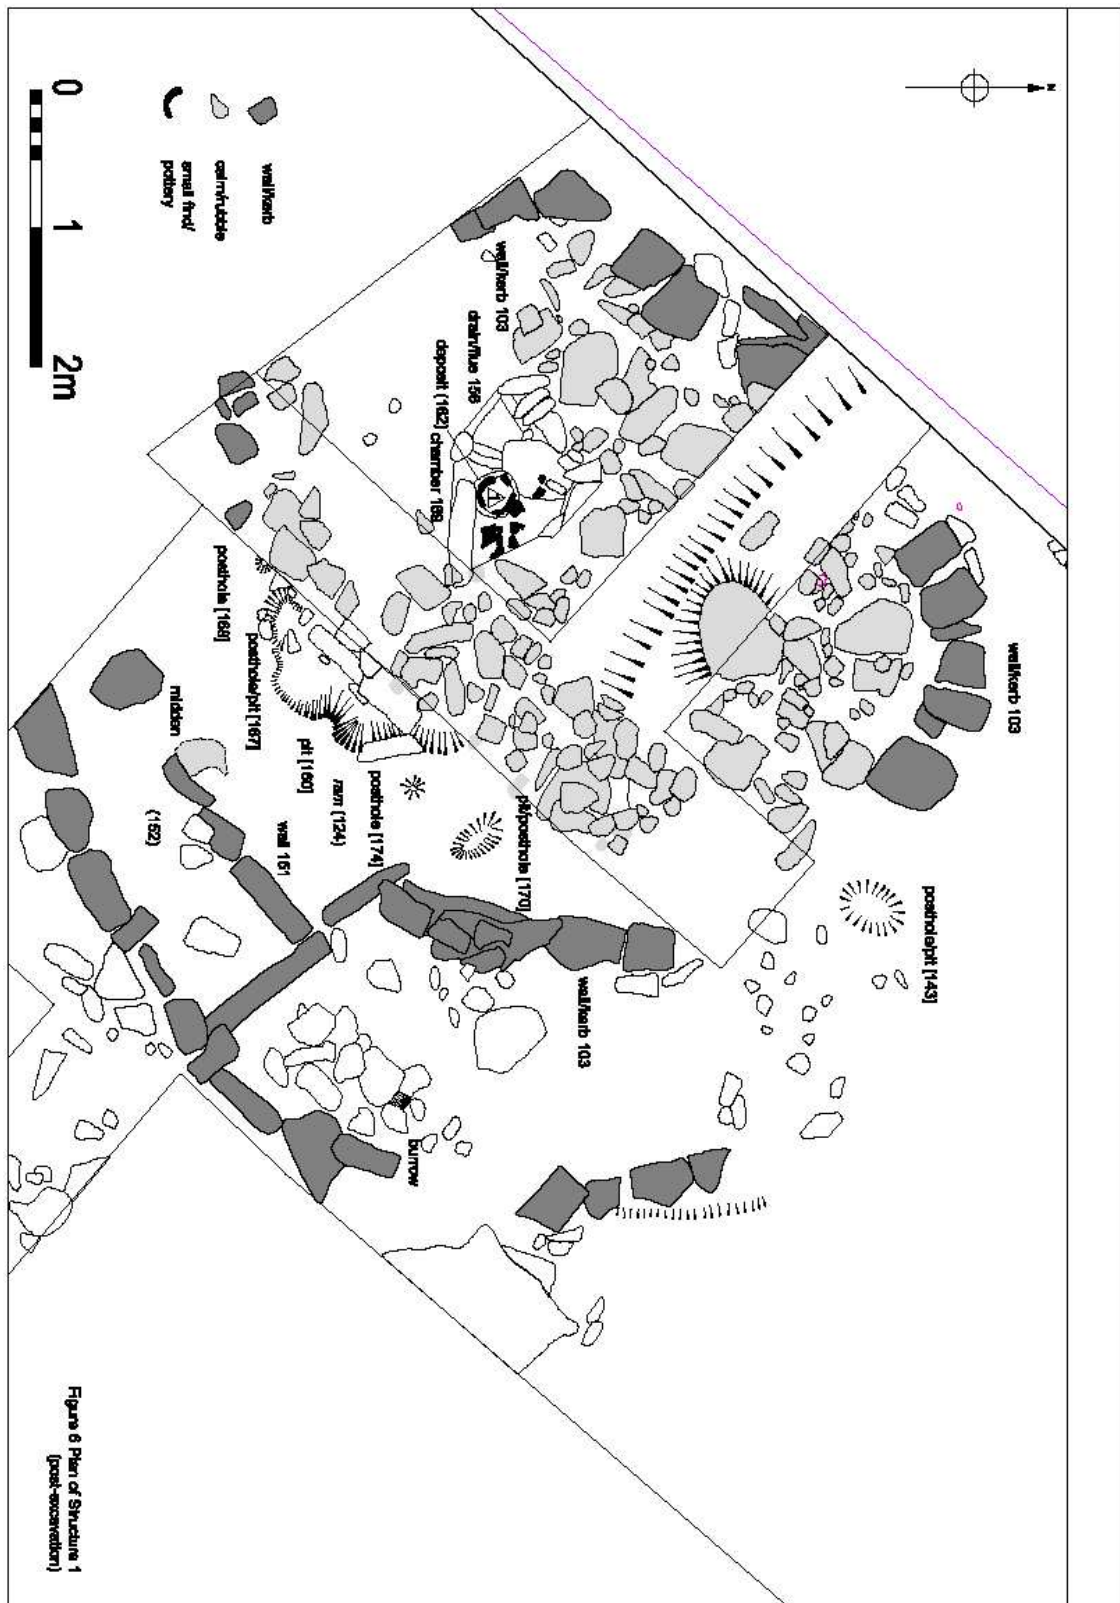 N
wall/kerb 103
posthole/pit [143]
wall/kerb 103
drain/flue 156
deposit (162)
chamber 169
pit/posthole [170]
wall/kerb 103
posthole [174]
ram [124]
pit [160]
posthole/pit [167]
posthole [168]
wall 151
midden
(152)
burrow
wall/kerb
cairn/rubble
small find/
pottery
0 1 2m
Figure 6 Plan of Structure 1
(post-excavation)